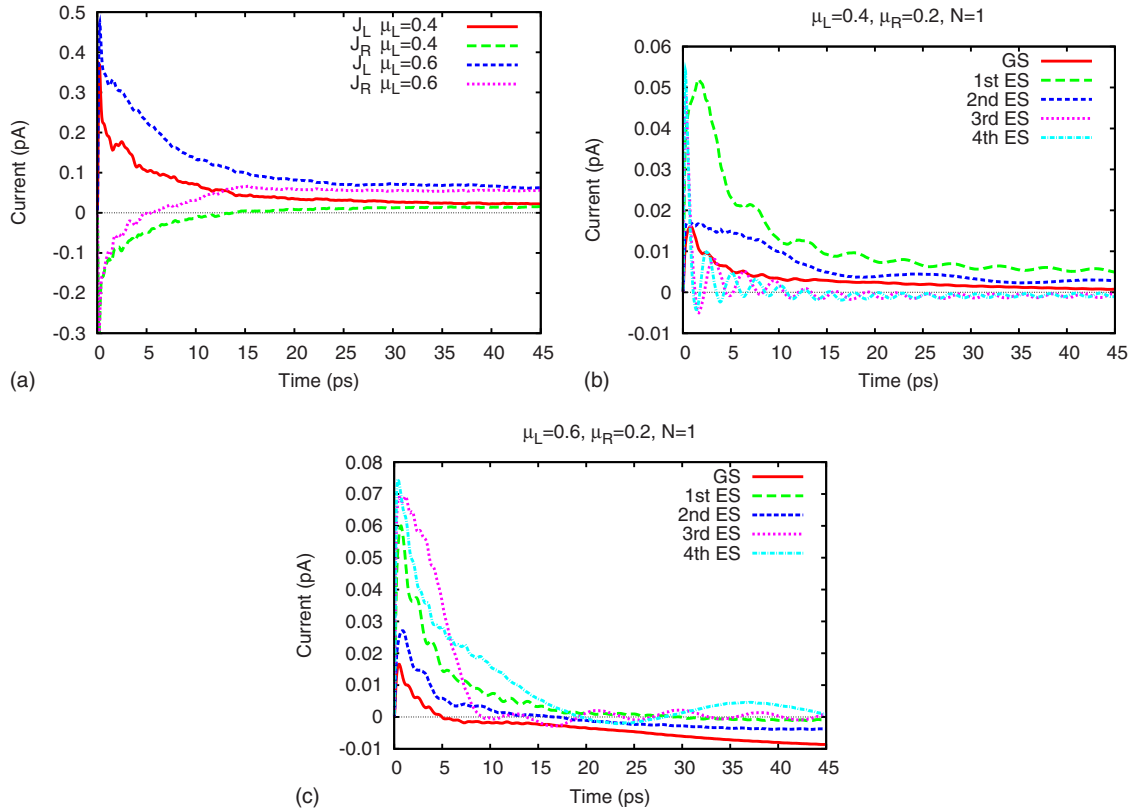 0.5
0.4
0.3
0.2
0.1
0
-0.1
-0.2
-0.3
Current (pA)
J_L μ_L=0.4
J_R μ_L=0.4
J_L μ_L=0.6
J_R μ_L=0.6
0 5 10 15 20 25 30 35 40 45
Time (ps)
(a)
μ_L=0.4, μ_R=0.2, N=1
0.06
0.05
0.04
0.03
0.02
0.01
0
-0.01
Current (pA)
GS
1st ES
2nd ES
3rd ES
4th ES
0 5 10 15 20 25 30 35 40 45
Time (ps)
(b)
μ_L=0.6, μ_R=0.2, N=1
0.08
0.07
0.06
0.05
0.04
0.03
0.02
0.01
0
-0.01
Current (pA)
GS
1st ES
2nd ES
3rd ES
4th ES
0 5 10 15 20 25 30 35 40 45
Time (ps)
(c)